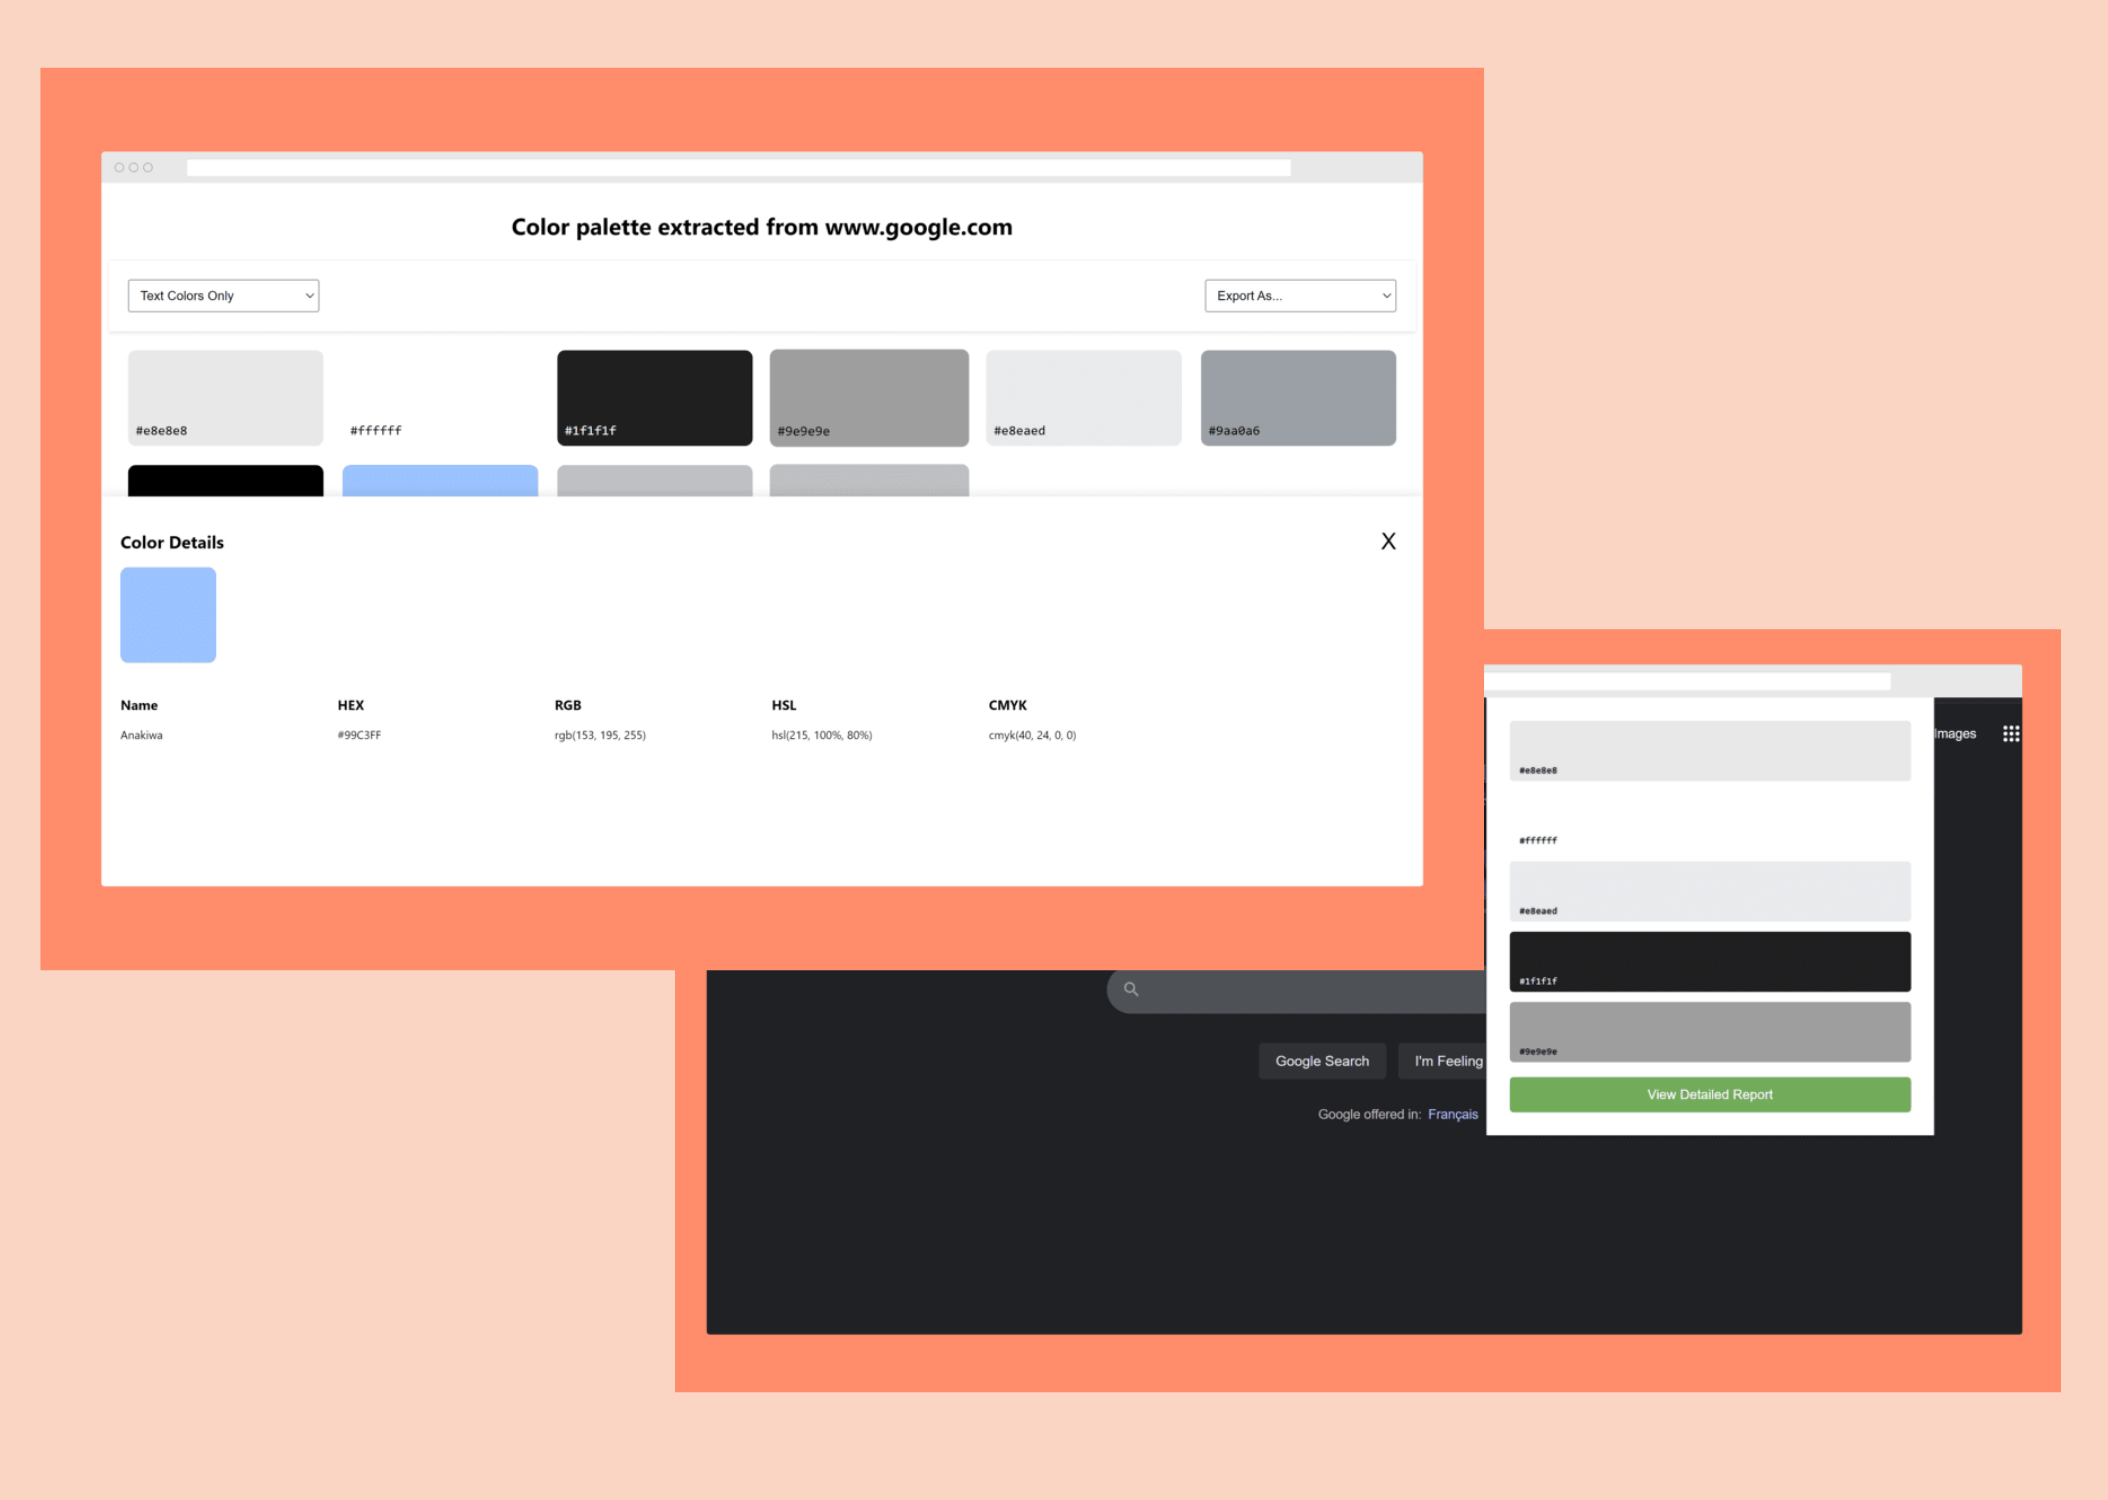 Color palette extracted from www.google.com
Text Colors Only
Export As...
#e8e8e8
#ffffff
#1f1f1f
#9e9e9e
#e8eaed
#9aa0a6
Color Details
X
Name HEX RGB HSL CMYK
Anakiwa #99C3FF rgb(153, 195, 255) hsl(215, 100%, 80%) cmyk(40, 24, 0, 0)
Images
#e8e8e8
#ffffff
#e8eaed
#1f1f1f
#9e9e9e
View Detailed Report
Google Search
I'm Feeling
Google offered in: Français